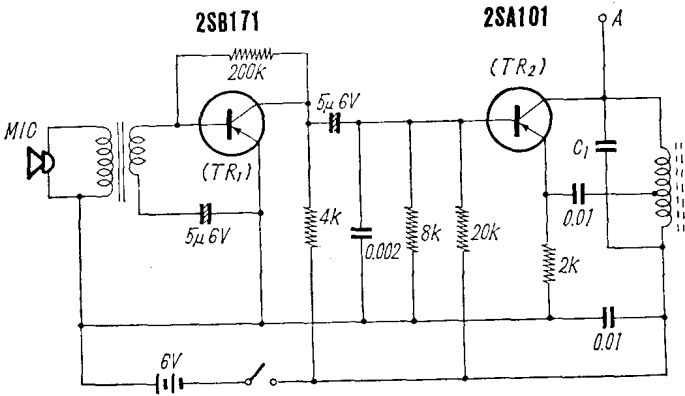 2SB171
2SA101
A
200k
(TR₂)
5μ 6V
MIC
(TR₁)
C₁
5μ 6V
4k
0.002
8k
20k
0.01
2k
6V
0.01